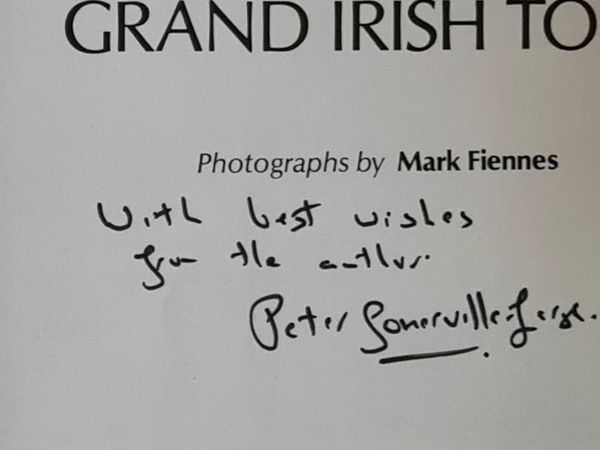 GRAND IRISH TO
Photographs by Mark Fiennes
With best wishes
from the author.
Peter Somerville-Large.